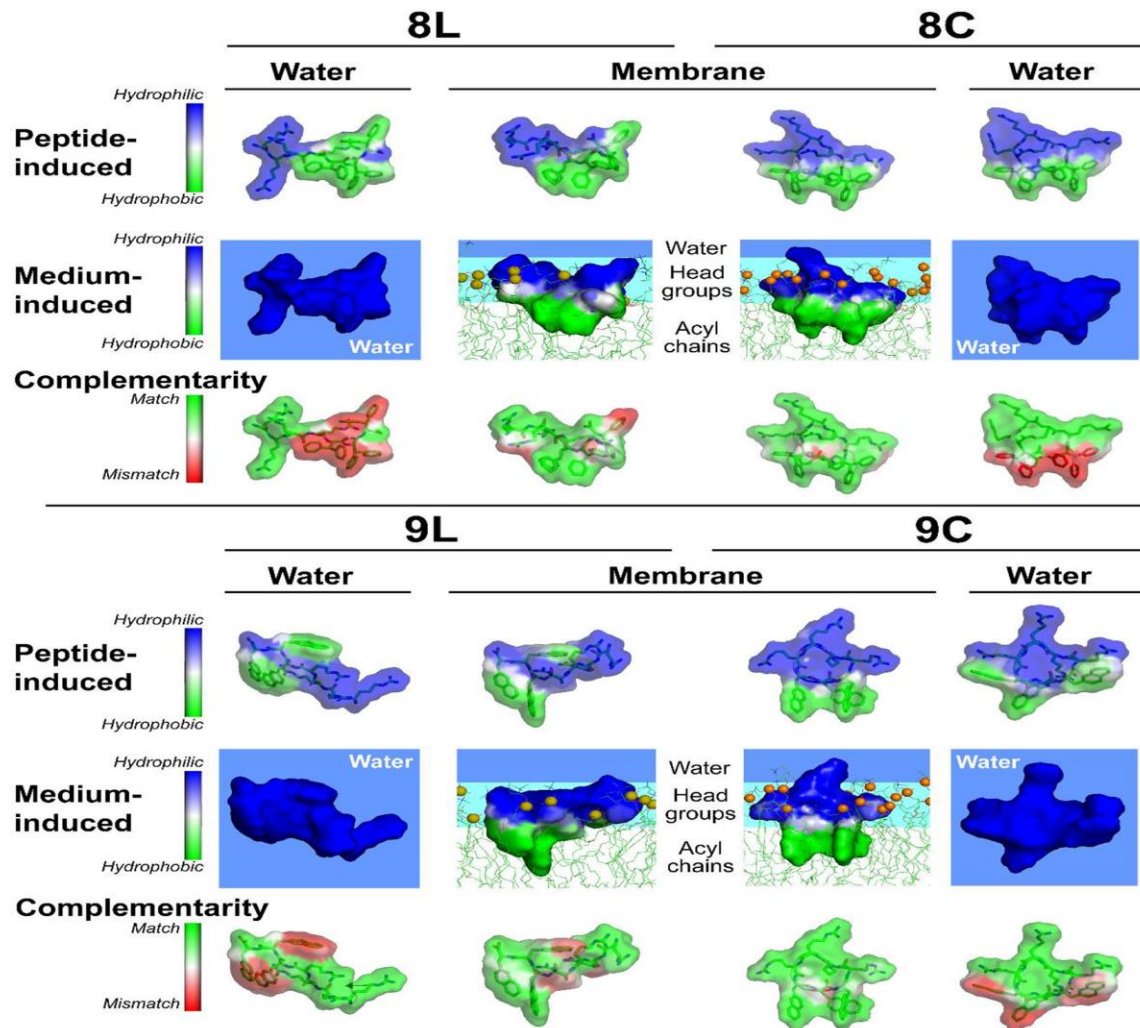 8L 8C
Water Membrane Water
Hydrophilic
Peptide-
induced
Hydrophobic
Hydrophilic
Medium-
induced
Hydrophobic
Water
Water
Head
groups
Acyl
chains
Water
Complementarity
Match
Mismatch
9L 9C
Water Membrane Water
Hydrophilic
Peptide-
induced
Hydrophobic
Hydrophilic
Medium-
induced
Hydrophobic
Water
Water
Head
groups
Acyl
chains
Water
Complementarity
Match
Mismatch